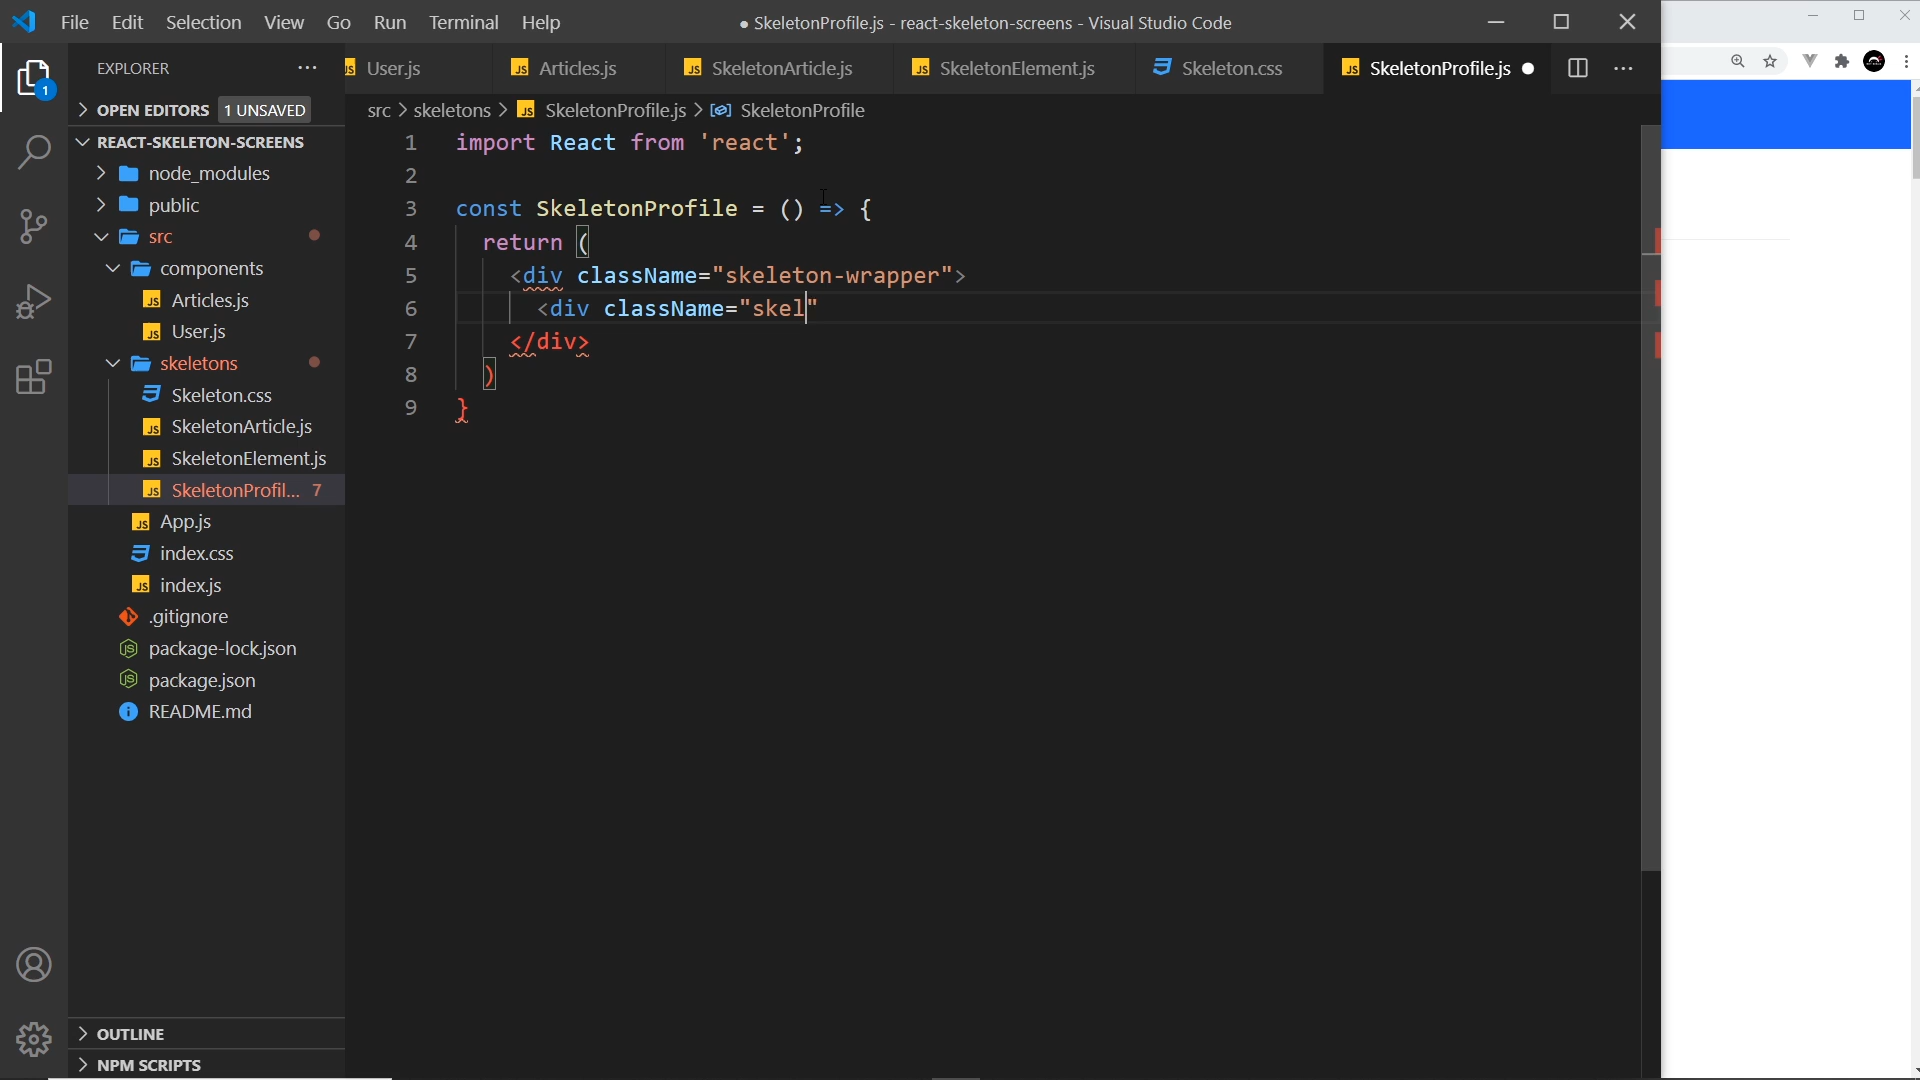 File Edit Selection View Go Run Terminal Help
● SkeletonProfile.js - react-skeleton-screens - Visual Studio Code
EXPLORER
User.js Articles.js SkeletonArticle.js SkeletonElement.js Skeleton.css SkeletonProfile.js
1
OPEN EDITORS 1 UNSAVED
src > skeletons > SkeletonProfile.js > SkeletonProfile
REACT-SKELETON-SCREENS
node_modules
public
src
components
Articles.js
User.js
skeletons
Skeleton.css
SkeletonArticle.js
SkeletonElement.js
SkeletonProfil... 7
App.js
index.css
index.js
.gitignore
package-lock.json
package.json
README.md
OUTLINE
NPM SCRIPTS
1 import React from 'react';
2
3 const SkeletonProfile = () => {
4 return (
5 <div className="skeleton-wrapper">
6 <div className="skel"
7 </div>
8 )
9 }